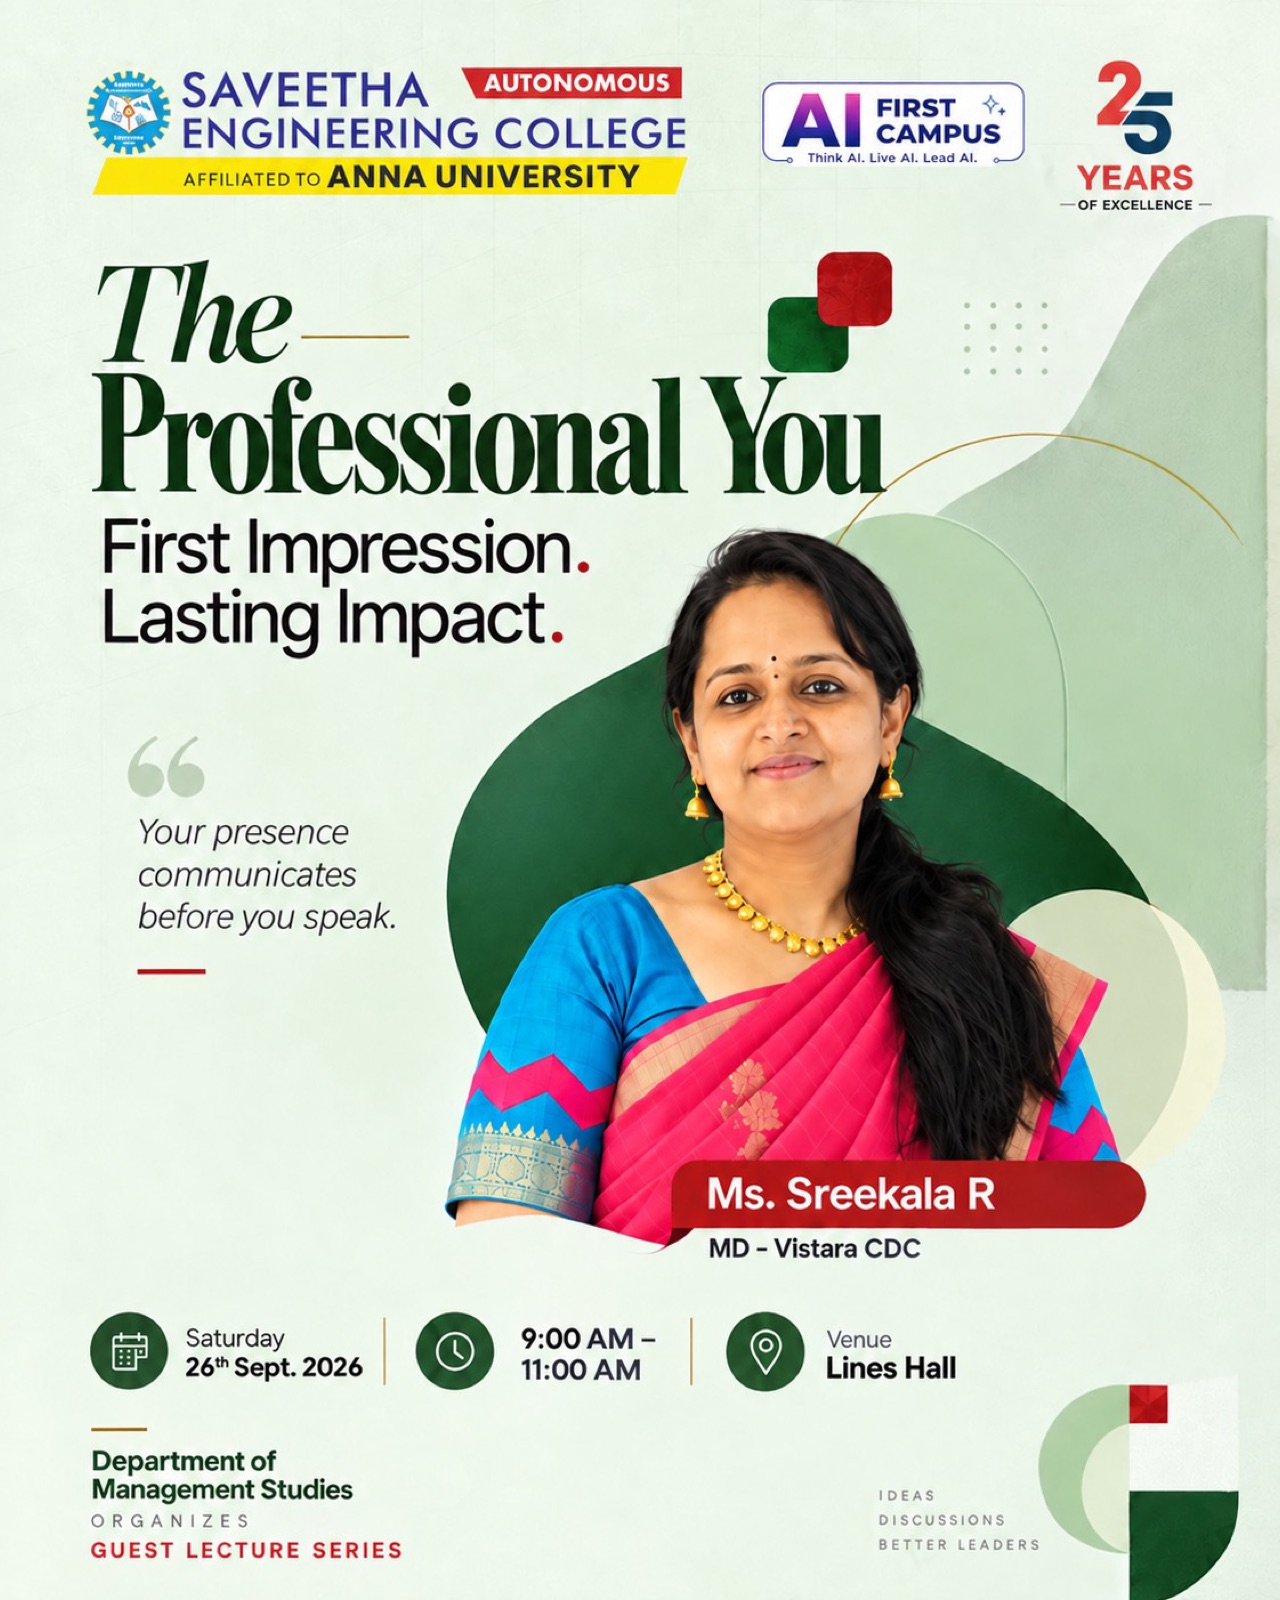 SAVEETHA
AUTONOMOUS
ENGINEERING COLLEGE
AFFILIATED TO ANNA UNIVERSITY
AI FIRST CAMPUS
Think AI. Live AI. Lead AI.
25
YEARS
OF EXCELLENCE
The
Professional You
First Impression.
Lasting Impact.
“
Your presence
communicates
before you speak.
Ms. Sreekala R
MD - Vistara CDC
Saturday
26th Sept. 2026
9:00 AM –
11:00 AM
Venue
Lines Hall
Department of
Management Studies
ORGANIZES
GUEST LECTURE SERIES
IDEAS
DISCUSSIONS
BETTER LEADERS